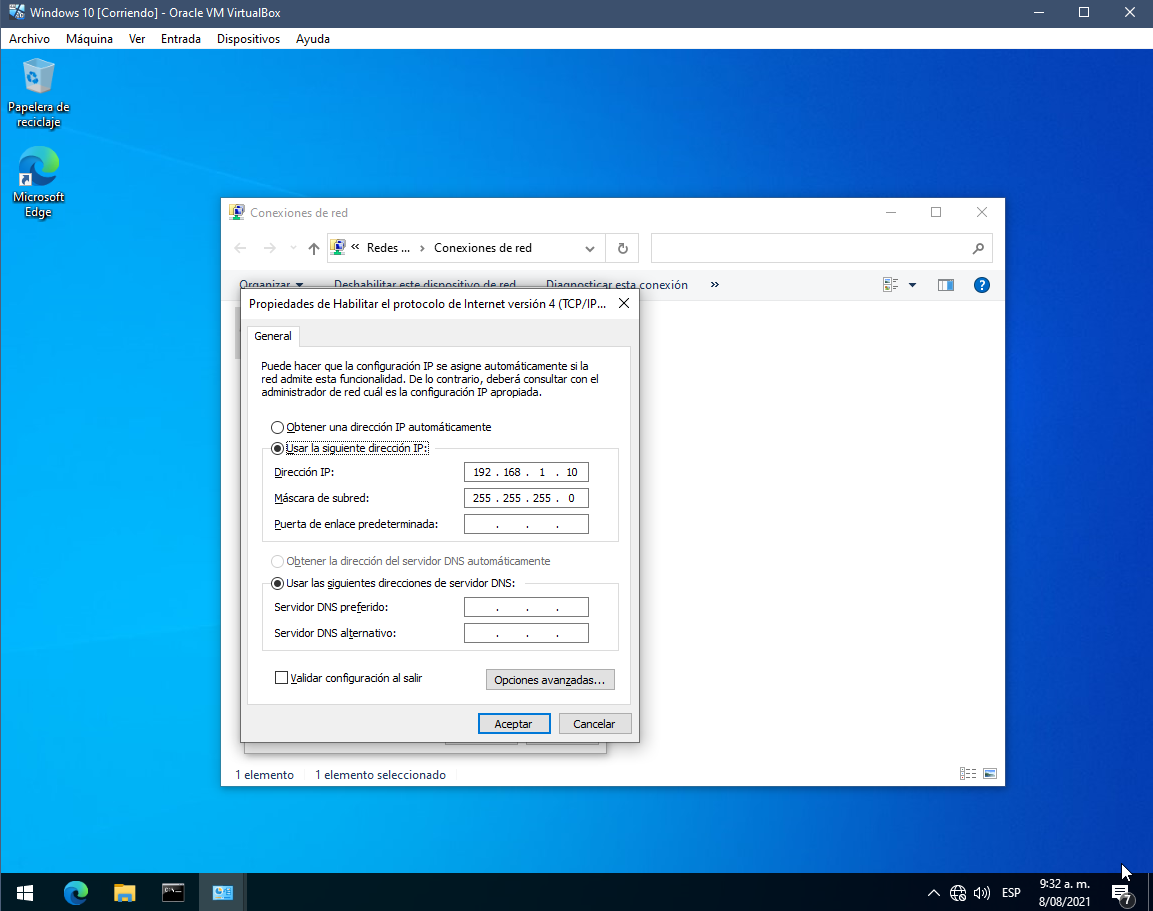 Windows 10 [Corriendo] - Oracle VM VirtualBox
Archivo Máquina Ver Entrada Dispositivos Ayuda
Papelera de
reciclaje
Microsoft
Edge
Conexiones de red
« Redes ... › Conexiones de red
Organizar Deshabilitar este dispositivo de red Diagnosticar esta conexión »
Propiedades de Habilitar el protocolo de Internet versión 4 (TCP/IP...
General
Puede hacer que la configuración IP se asigne automáticamente si la
red admite esta funcionalidad. De lo contrario, deberá consultar con el
administrador de red cuál es la configuración IP apropiada.
Obtener una dirección IP automáticamente
Usar la siguiente dirección IP:
Dirección IP: 192 . 168 . 1 . 10
Máscara de subred: 255 . 255 . 255 . 0
Puerta de enlace predeterminada: . . .
Obtener la dirección del servidor DNS automáticamente
Usar las siguientes direcciones de servidor DNS:
Servidor DNS preferido: . . .
Servidor DNS alternativo: . . .
Validar configuración al salir Opciones avanzadas...
Aceptar Cancelar
1 elemento 1 elemento seleccionado
ESP 9:32 a. m.
8/08/2021 7